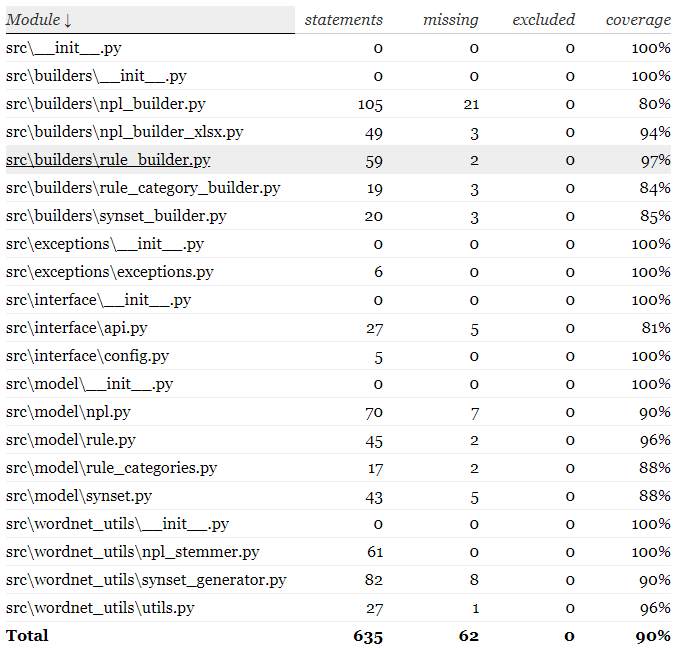 Module ↓ statements missing excluded coverage
src\__init__.py 0 0 0 100%
src\builders\__init__.py 0 0 0 100%
src\builders\npl_builder.py 105 21 0 80%
src\builders\npl_builder_xlsx.py 49 3 0 94%
src\builders\rule_builder.py 59 2 0 97%
src\builders\rule_category_builder.py 19 3 0 84%
src\builders\synset_builder.py 20 3 0 85%
src\exceptions\__init__.py 0 0 0 100%
src\exceptions\exceptions.py 6 0 0 100%
src\interface\__init__.py 0 0 0 100%
src\interface\api.py 27 5 0 81%
src\interface\config.py 5 0 0 100%
src\model\__init__.py 0 0 0 100%
src\model\npl.py 70 7 0 90%
src\model\rule.py 45 2 0 96%
src\model\rule_categories.py 17 2 0 88%
src\model\synset.py 43 5 0 88%
src\wordnet_utils\__init__.py 0 0 0 100%
src\wordnet_utils\npl_stemmer.py 61 0 0 100%
src\wordnet_utils\synset_generator.py 82 8 0 90%
src\wordnet_utils\utils.py 27 1 0 96%
Total 635 62 0 90%